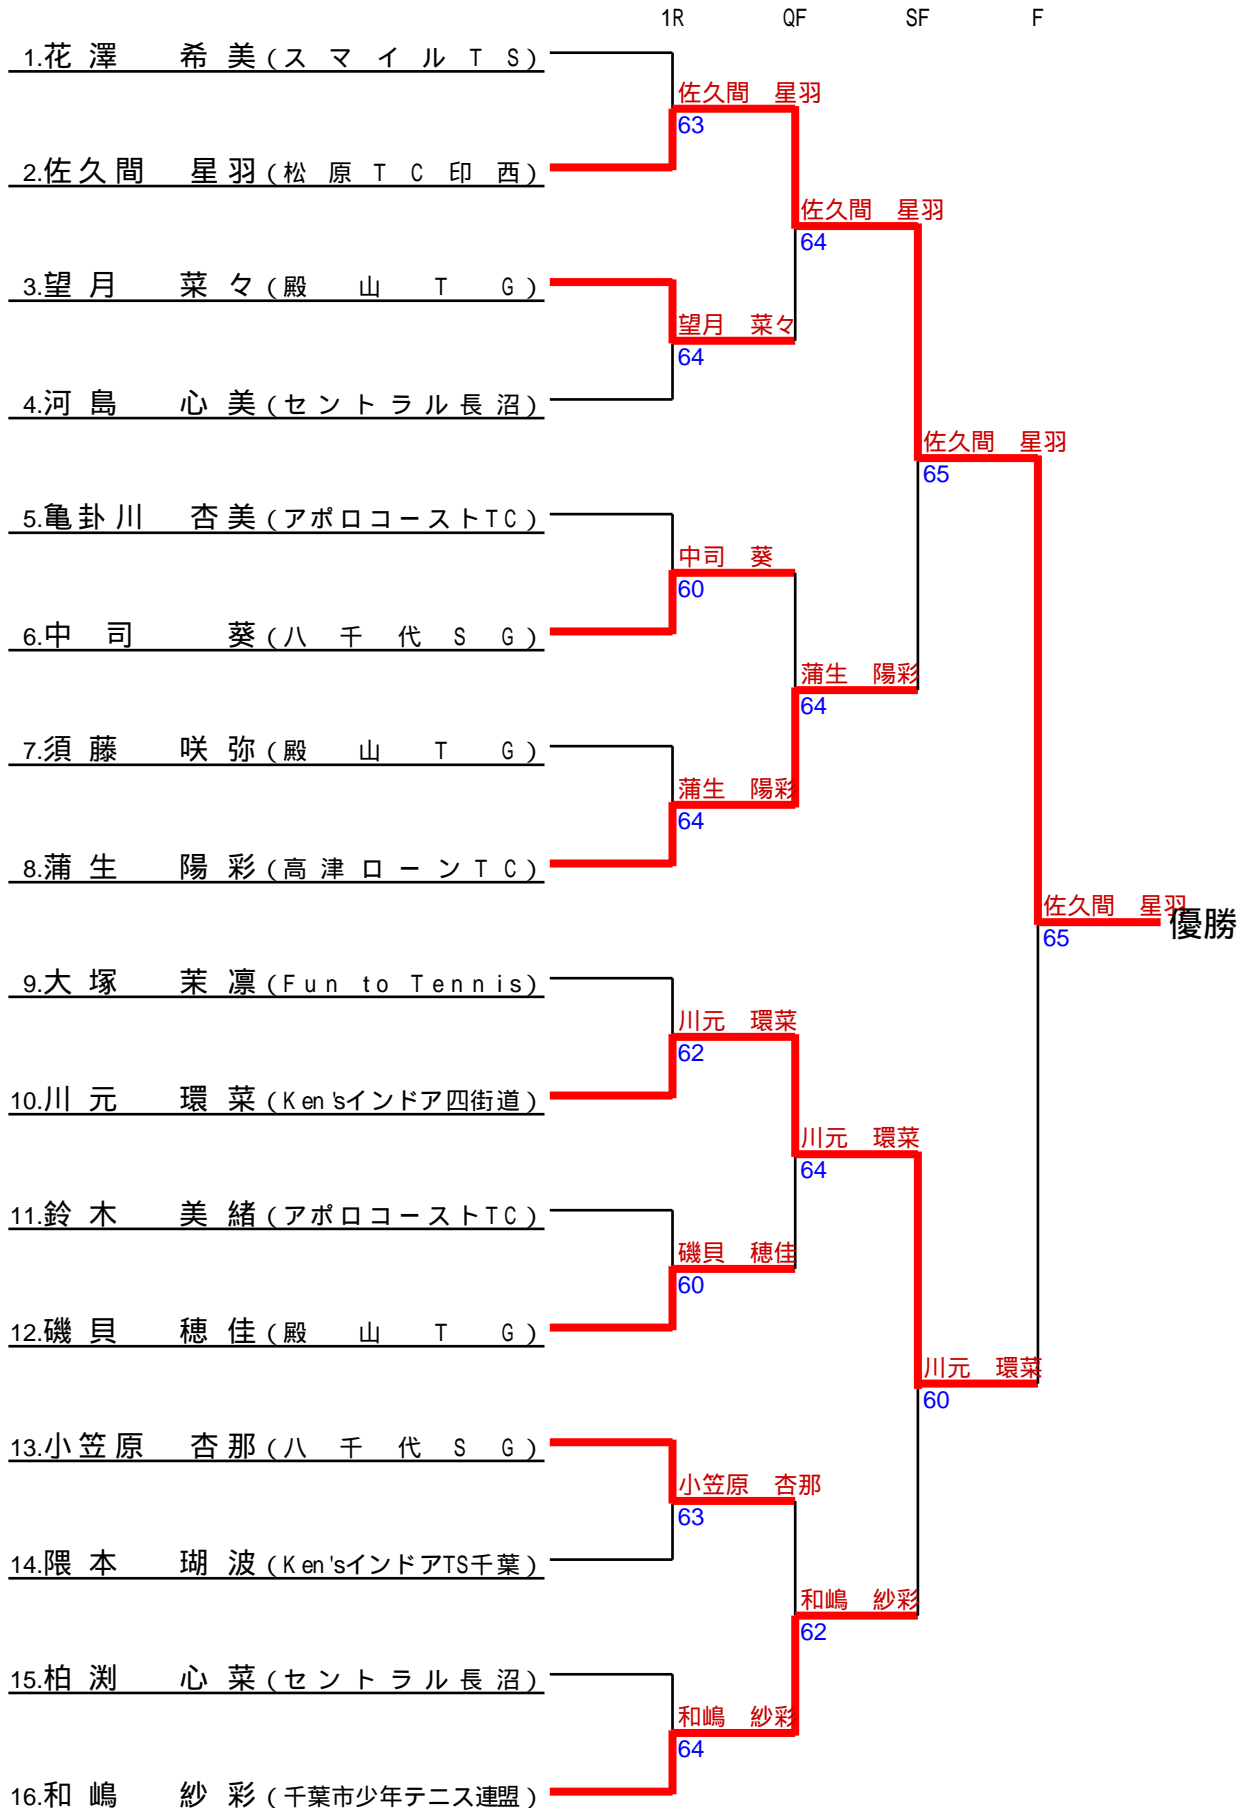 1R QF SF F
1.花澤 希美(スマイルTS)
佐久間 星羽
63
2.佐久間 星羽(松原TC印西)
佐久間 星羽
64
3.望月 菜々(殿山TG)
望月 菜々
64
4.河島 心美(セントラル長沼)
佐久間 星羽
65
5.亀卦川 杏美(アポロコーストTC)
中司 葵
60
6.中司 葵(八千代SG)
蒲生 陽彩
64
7.須藤 咲弥(殿山TG)
蒲生 陽彩
64
8.蒲生 陽彩(高津ローンTC)
佐久間 星羽
65
優勝
9.大塚 茉凛(Fun to Tennis)
川元 環菜
62
10.川元 環菜(Ken'sインドア四街道)
川元 環菜
64
11.鈴木 美緒(アポロコーストTC)
磯貝 穂佳
60
12.磯貝 穂佳(殿山TG)
川元 環菜
60
13.小笠原 杏那(八千代SG)
小笠原 杏那
63
14.隈本 瑚波(Ken'sインドアTS千葉)
和嶋 紗彩
62
15.柏渕 心菜(セントラル長沼)
和嶋 紗彩
64
16.和嶋 紗彩(千葉市少年テニス連盟)